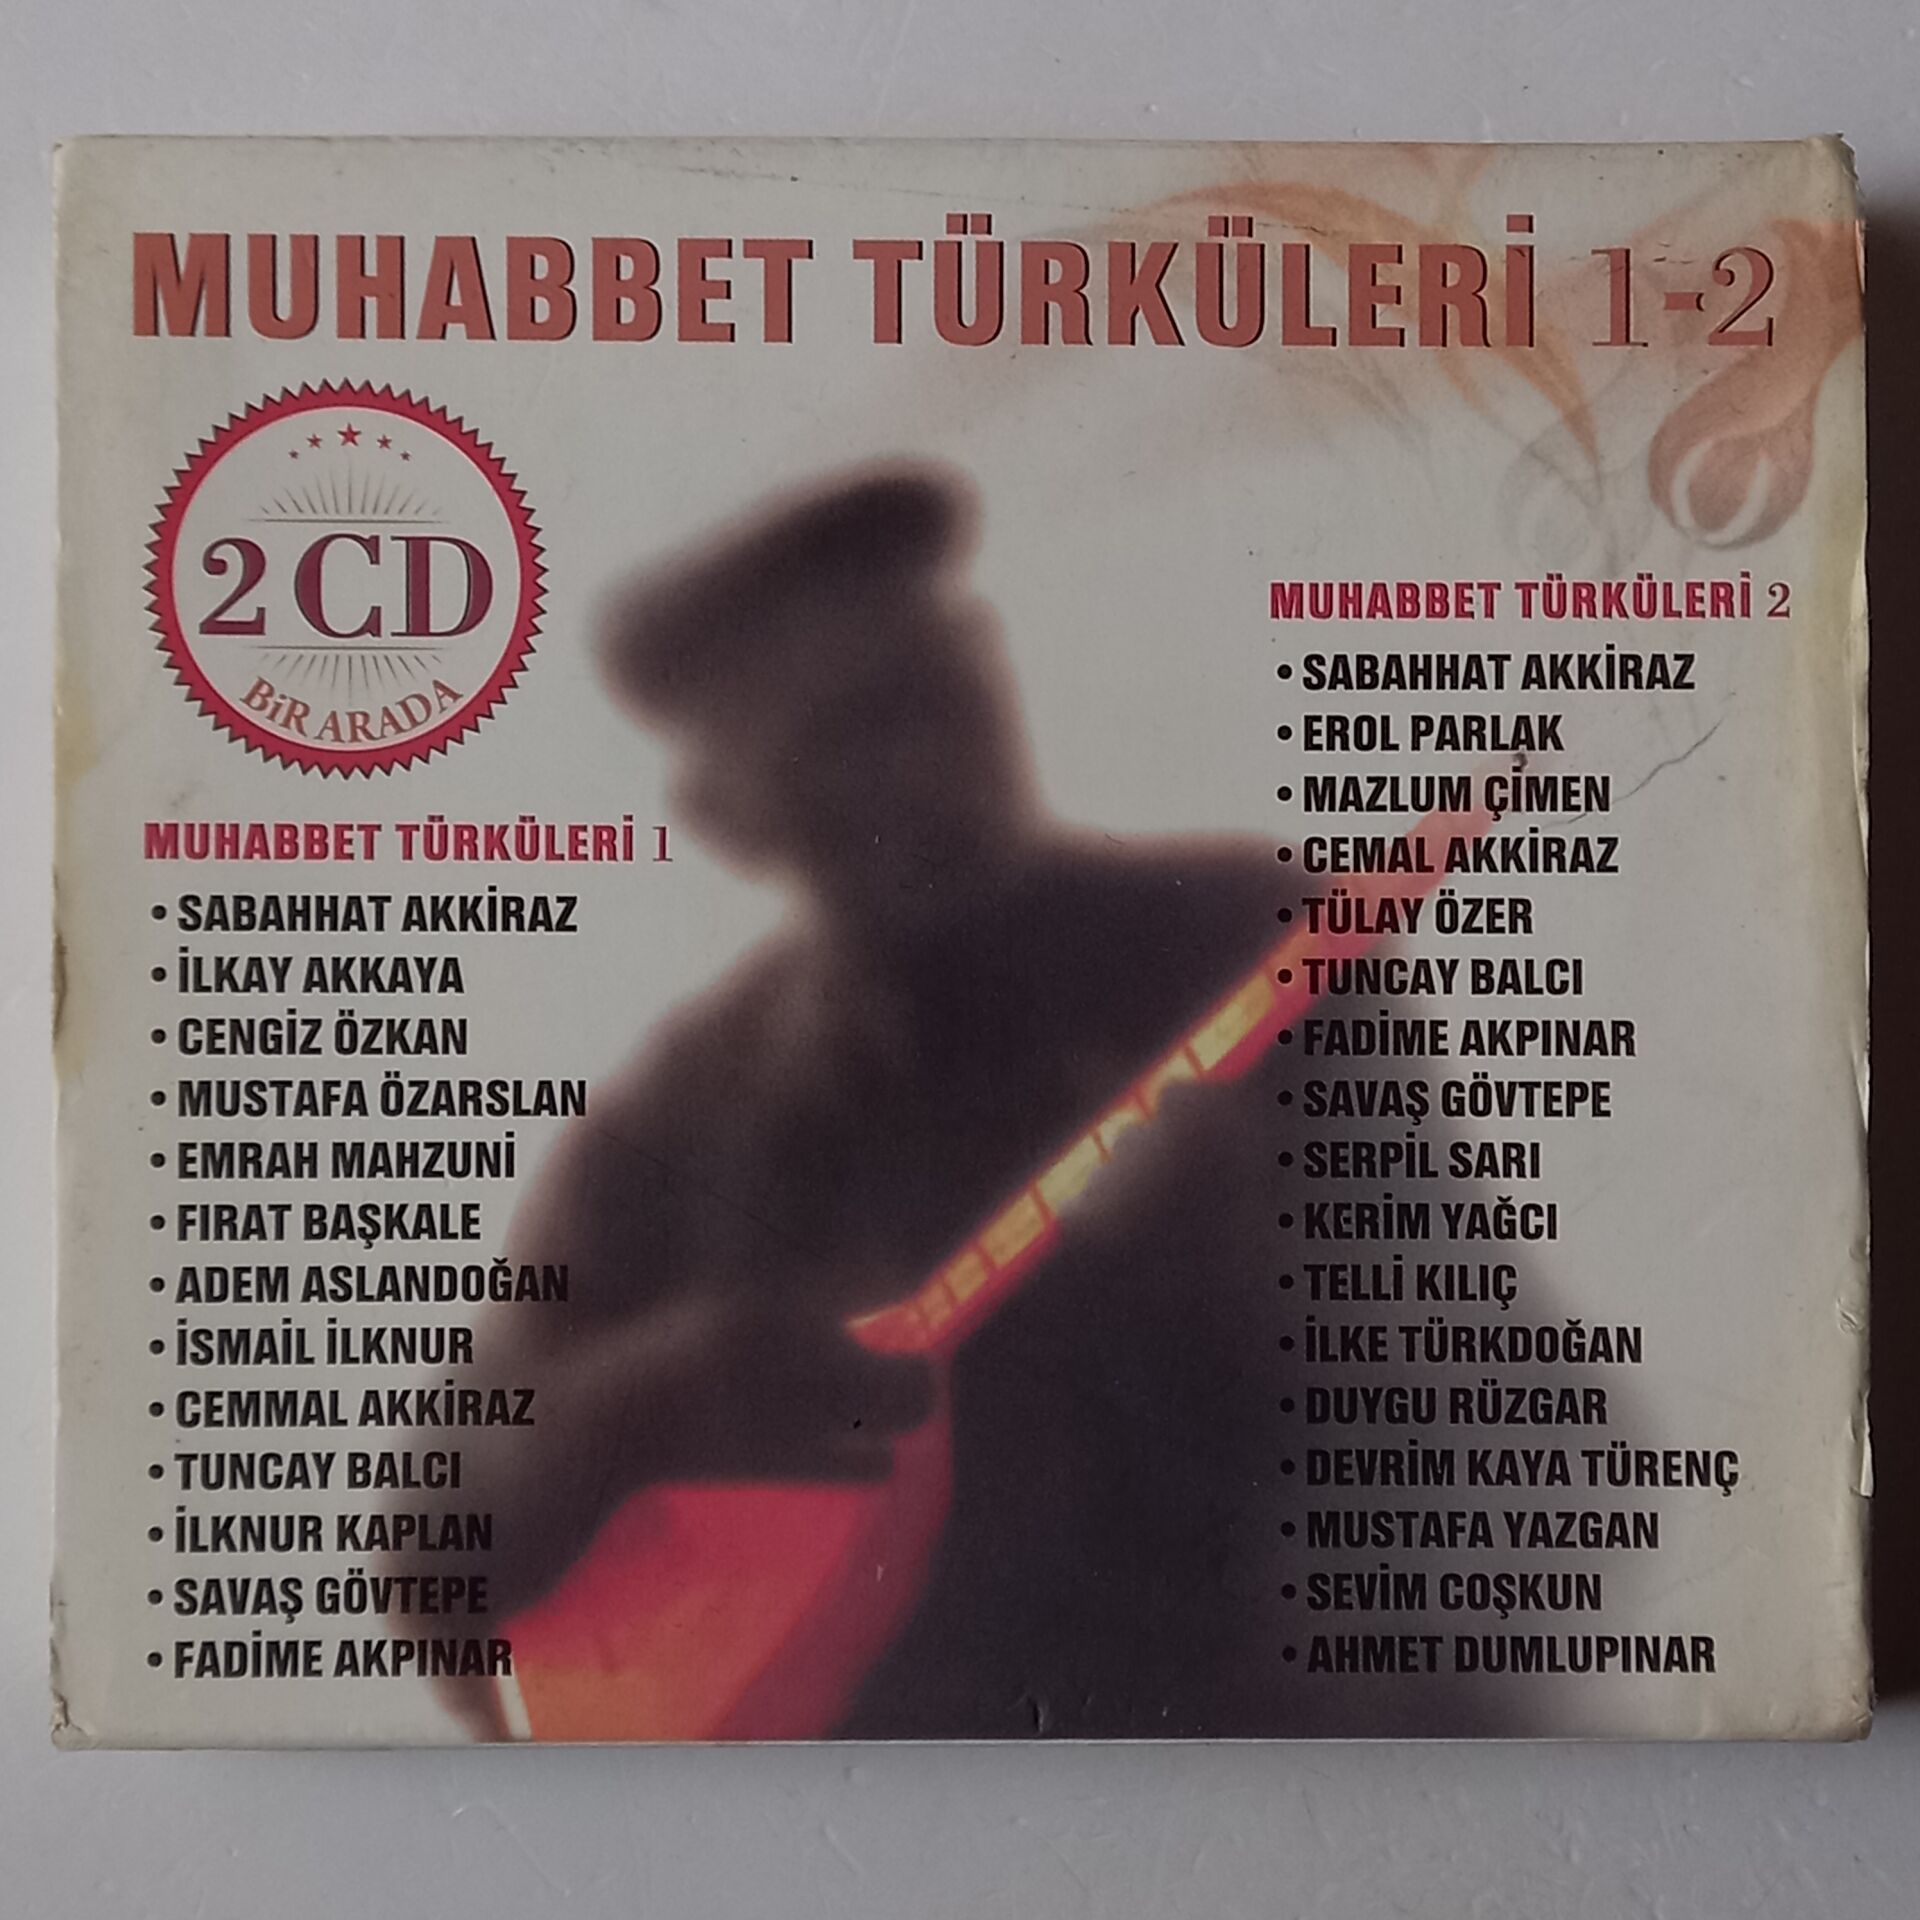 MUHABBET TÜRKÜLERİ 1-2
2 CD
BiR ARADA
MUHABBET TÜRKÜLERİ 1
• SABAHHAT AKKİRAZ
• İLKAY AKKAYA
• CENGİZ ÖZKAN
• MUSTAFA ÖZARSLAN
• EMRAH MAHZUNİ
• FIRAT BAŞKALE
• ADEM ASLANDOĞAN
• İSMAİL İLKNUR
• CEMMAL AKKİRAZ
• TUNCAY BALCI
• İLKNUR KAPLAN
• SAVAŞ GÖVTEPE
• FADİME AKPINAR
MUHABBET TÜRKÜLERİ 2
• SABAHHAT AKKİRAZ
• EROL PARLAK
• MAZLUM ÇİMEN
• CEMAL AKKİRAZ
• TÜLAY ÖZER
• TUNCAY BALCI
• FADİME AKPINAR
• SAVAŞ GÖVTEPE
• SERPİL SARI
• KERİM YAĞCI
• TELLİ KILIÇ
• İLKE TÜRKDOĞAN
• DUYGU RÜZGAR
• DEVRİM KAYA TÜRENÇ
• MUSTAFA YAZGAN
• SEVİM COŞKUN
• AHMET DUMLUPINAR